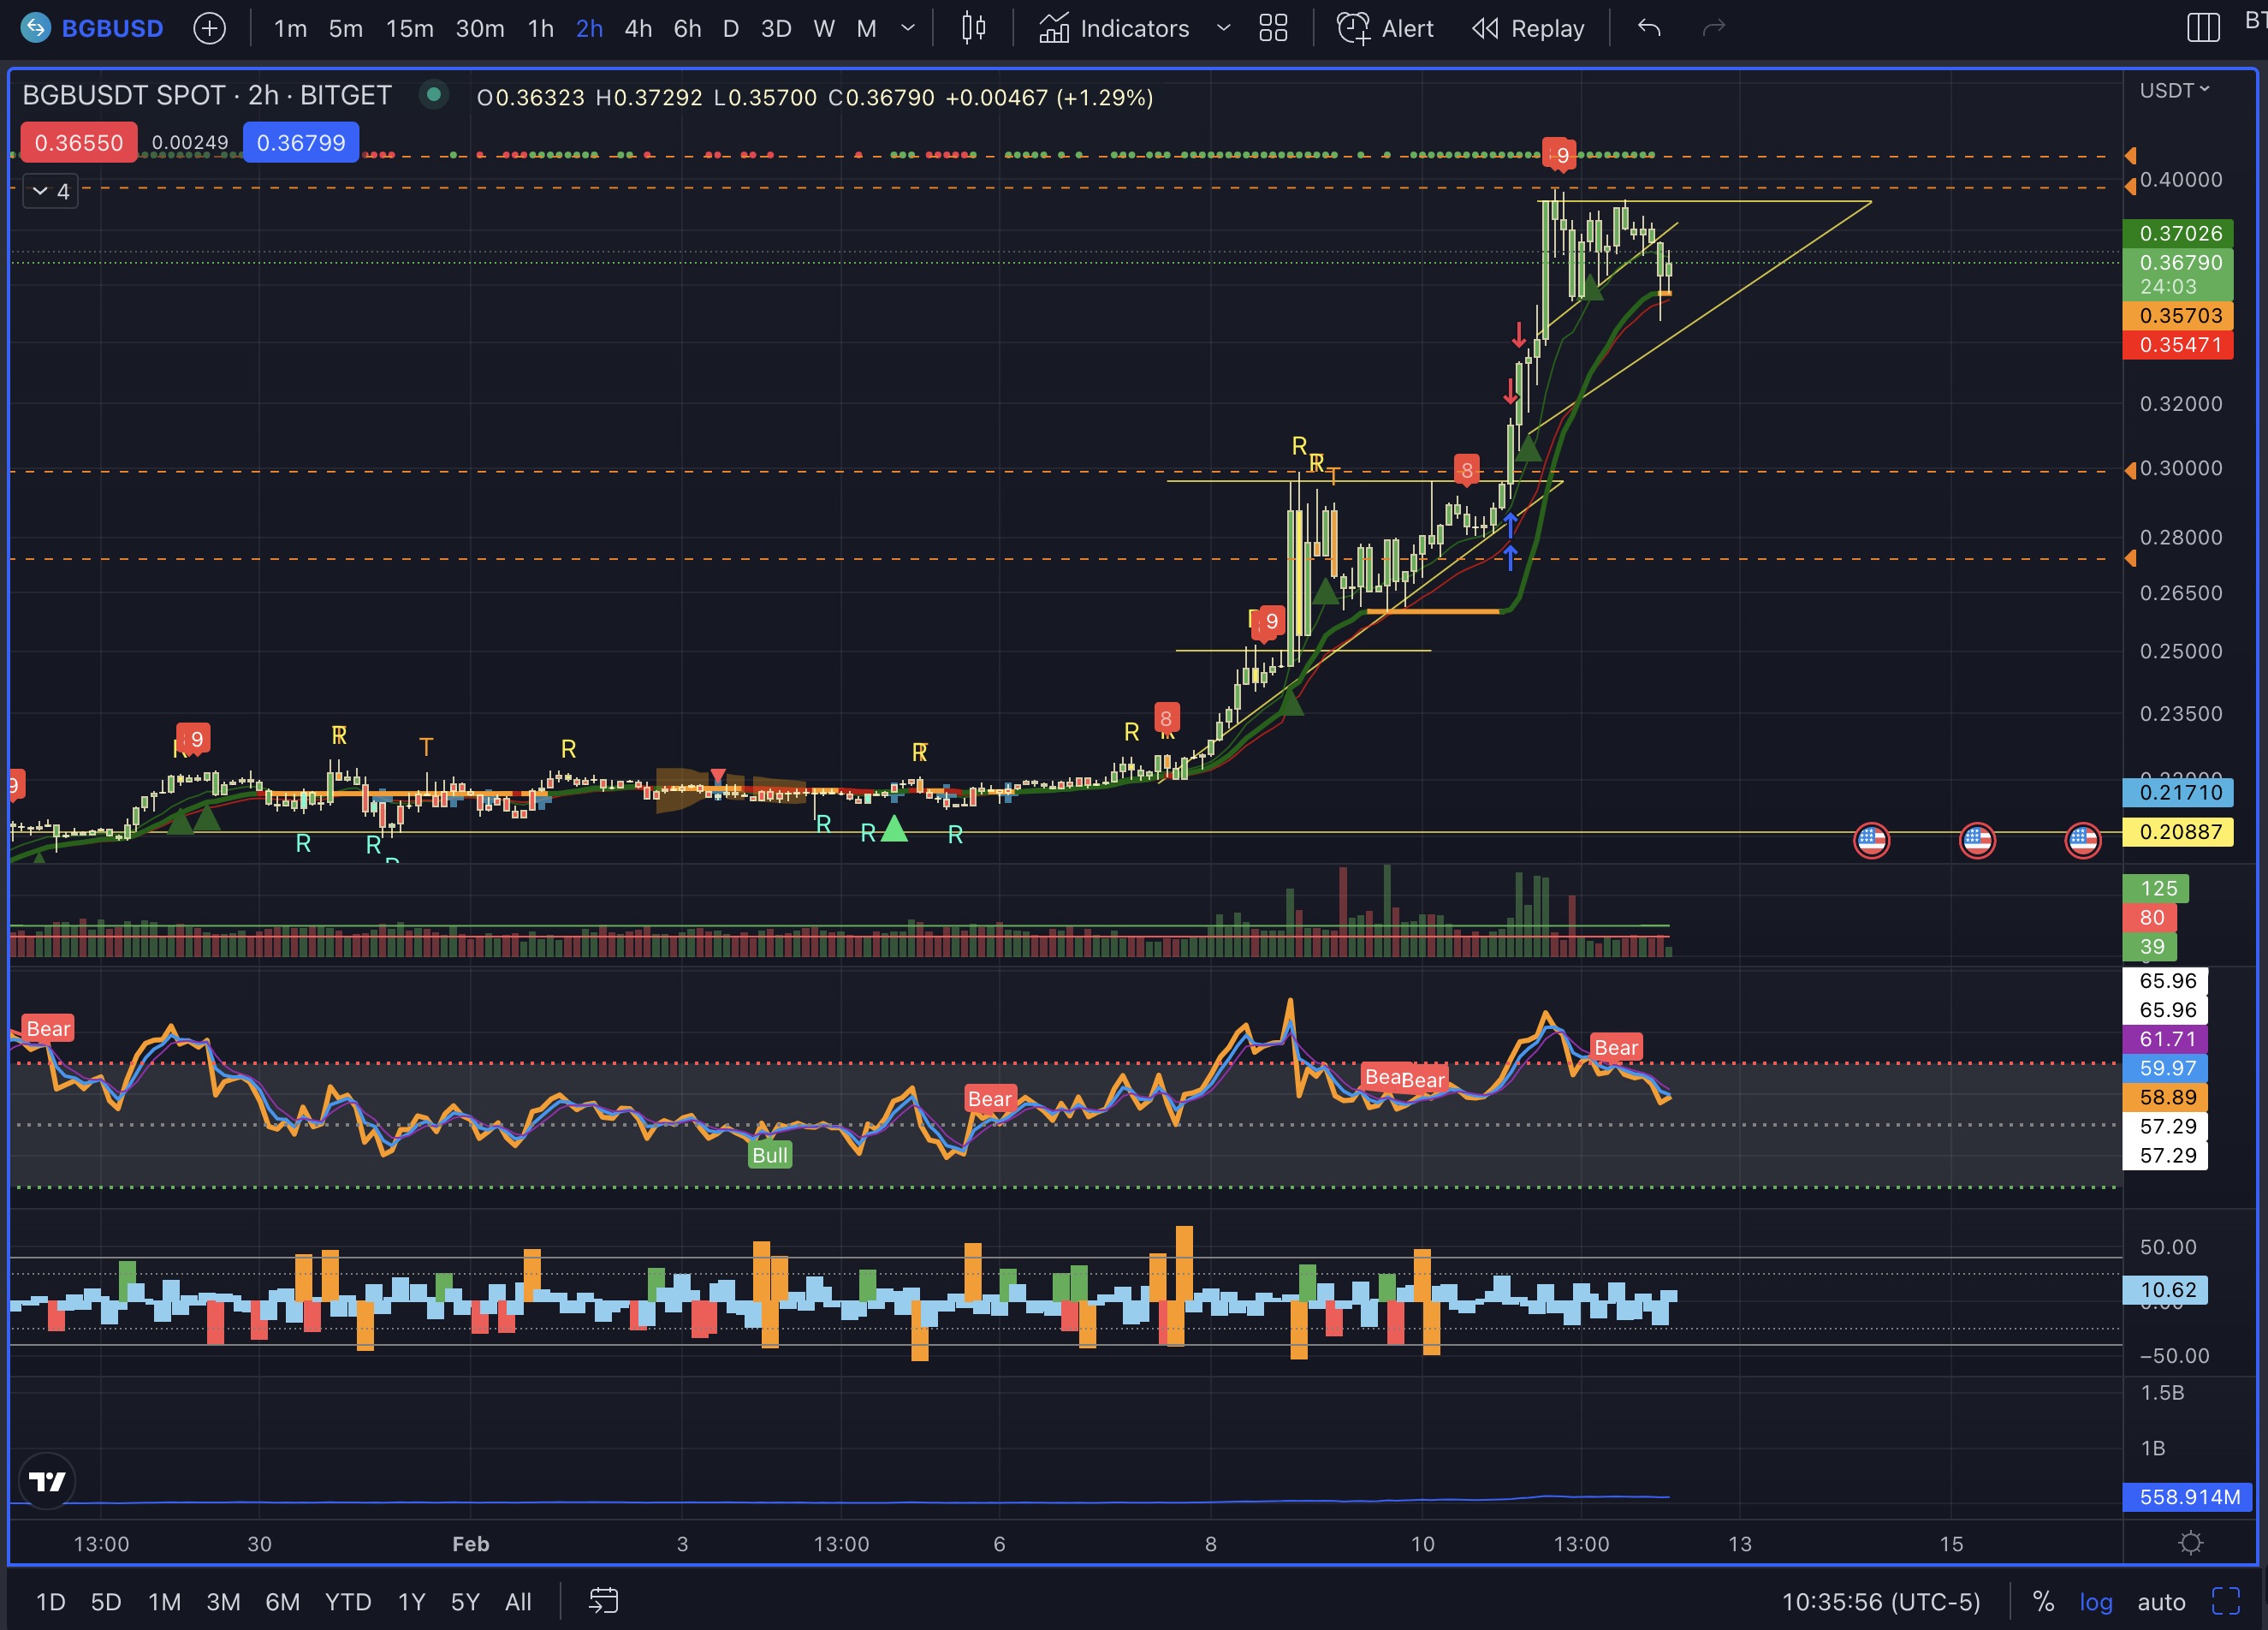 BGBUSD 1m 5m 15m 30m 1h 2h 4h 6h D 3D W M Indicators Alert Replay
BGBUSDT SPOT · 2h · BITGET O0.36323 H0.37292 L0.35700 C0.36790 +0.00467 (+1.29%) USDT
0.36550 0.00249 0.36799
9
4
0.40000
0.37026
0.36790
24:03
0.35703
0.35471
0.32000
R
R T
8
0.30000
0.28000
0.26500
9
0.25000
0.23500
8
R
9
R
T
R
R
0.21710
R
R
R
R
0.20887
125
80
39
65.96
65.96
61.71
59.97
58.89
57.29
57.29
Bear
Bear
Bear
Bear
Bull
50.00
10.62
−50.00
1.5B
1B
558.914M
13:00 30 Feb 3 13:00 6 8 10 13:00 13 15
1D 5D 1M 3M 6M YTD 1Y 5Y All 10:35:56 (UTC-5) % log auto